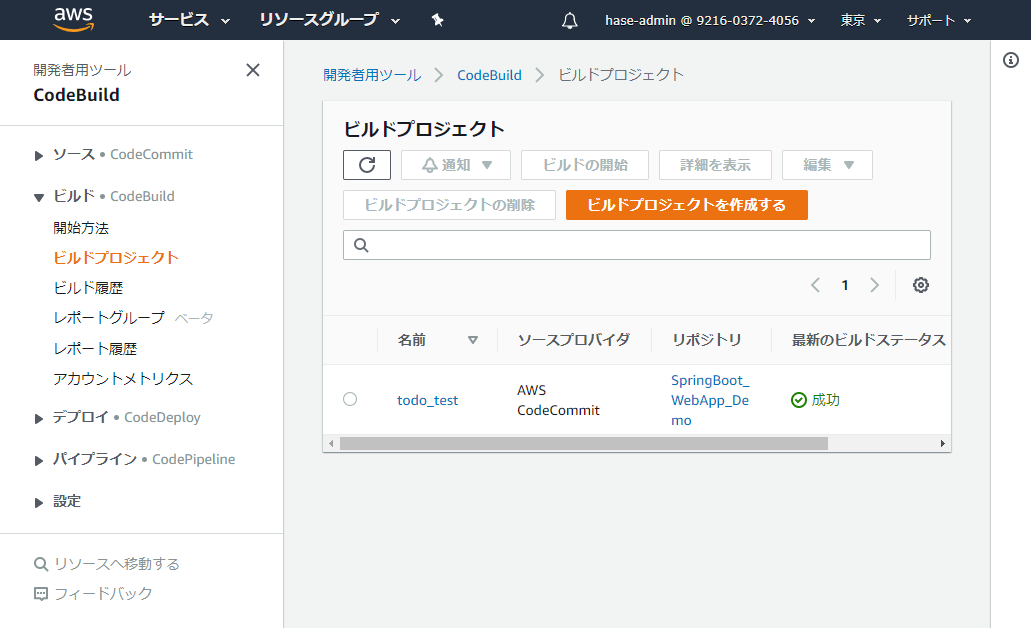 aws サービス リソースグループ hase-admin @ 9216-0372-4056 東京 サポート
開発者用ツール
CodeBuild
ソース • CodeCommit
ビルド • CodeBuild
開始方法
ビルドプロジェクト
ビルド履歴
レポートグループ ベータ
レポート履歴
アカウントメトリクス
デプロイ • CodeDeploy
パイプライン • CodePipeline
設定
リソースへ移動する
フィードバック
開発者用ツール CodeBuild ビルドプロジェクト
ビルドプロジェクト
通知 ビルドの開始 詳細を表示 編集
ビルドプロジェクトの削除 ビルドプロジェクトを作成する
1
名前 ソースプロバイダ リポジトリ 最新のビルドステータス
todo_test
AWS
CodeCommit
SpringBoot_
WebApp_De
mo
成功